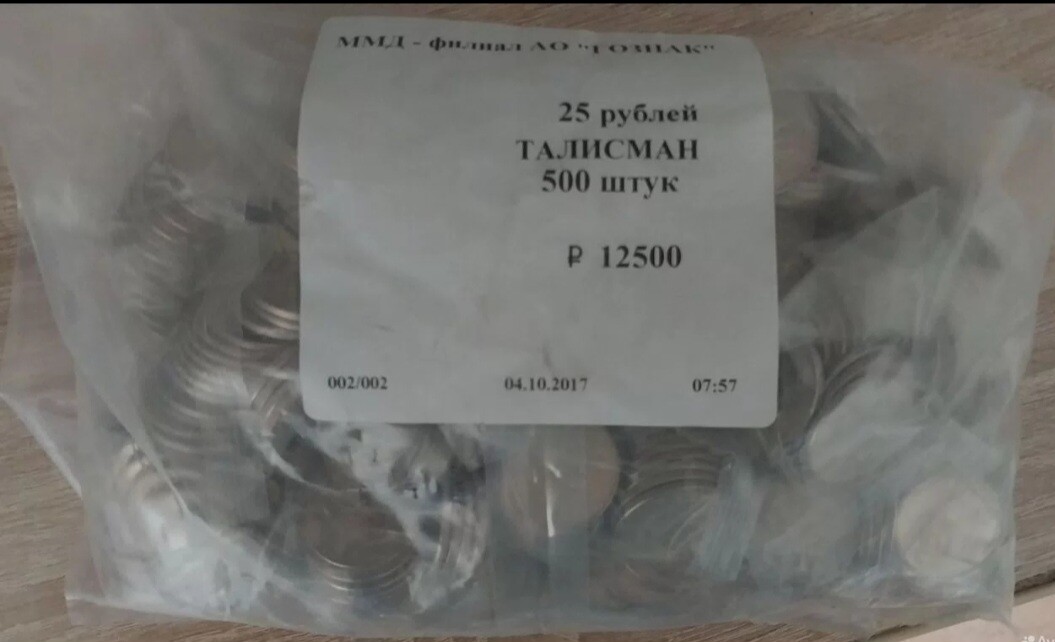 ММД - филиал АО "ГОЗНАК"
25 рублей
ТАЛИСМАН
500 штук
₽ 12500
002/002 04.10.2017 07:57